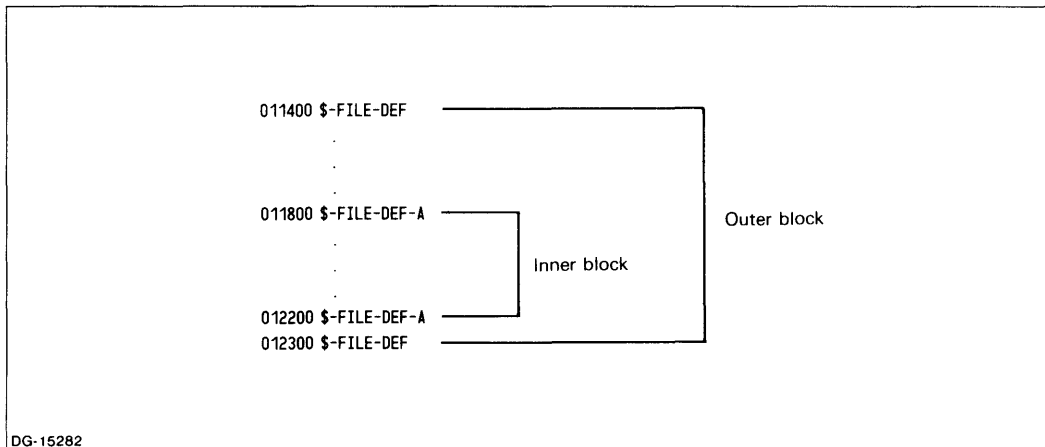 011400 $-FILE-DEF
.
.
.
011800 $-FILE-DEF-A
Outer block
.
Inner block
.
.
012200 $-FILE-DEF-A
012300 $-FILE-DEF
DG-15282